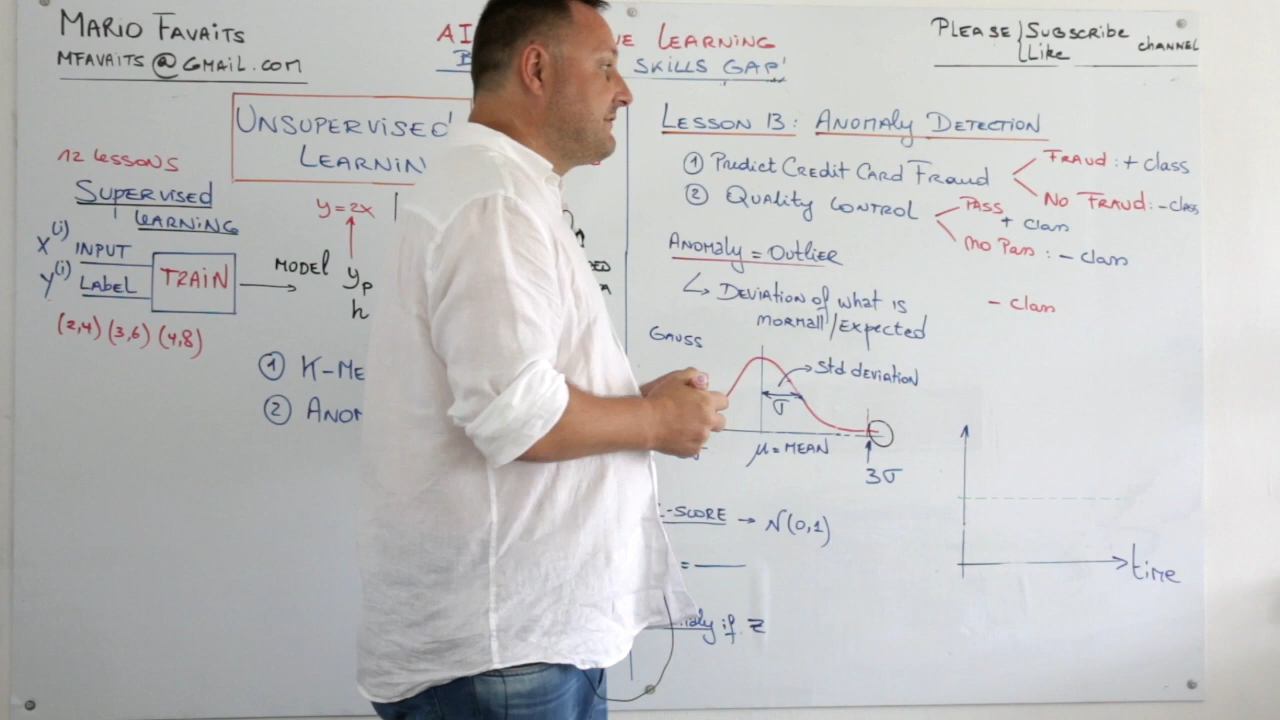 MARIO FAVAITS
MFAVAITS@GMAIL.COM
AI VE LEARNING
B SKILLS GAP'
PLEASE Subscribe
Like
channel
12 lessons
Supervised
LEARNING
X(i) INPUT
Y(i) Label
TRAIN
(2,4) (3,6) (4,8)
MODEL
y=2x
yp
h
UNSUPERVISED
LEARNIN
① K-ME
② ANO
LESSON 13: ANOMALY DETECTION
① Predict Credit Card Fraud
FRAUD: + class
No FRAUD: - class
② Quality CONTROL
PASS
+ class
no Pass: - class
ANOMALY = OUTLIER
↳ DEVIATION of what is
normall/Expected
- class
GAUSS
Std deviation
σ
μ = MEAN
3σ
-SCORE → N(0,1)
= —
aly if z
time